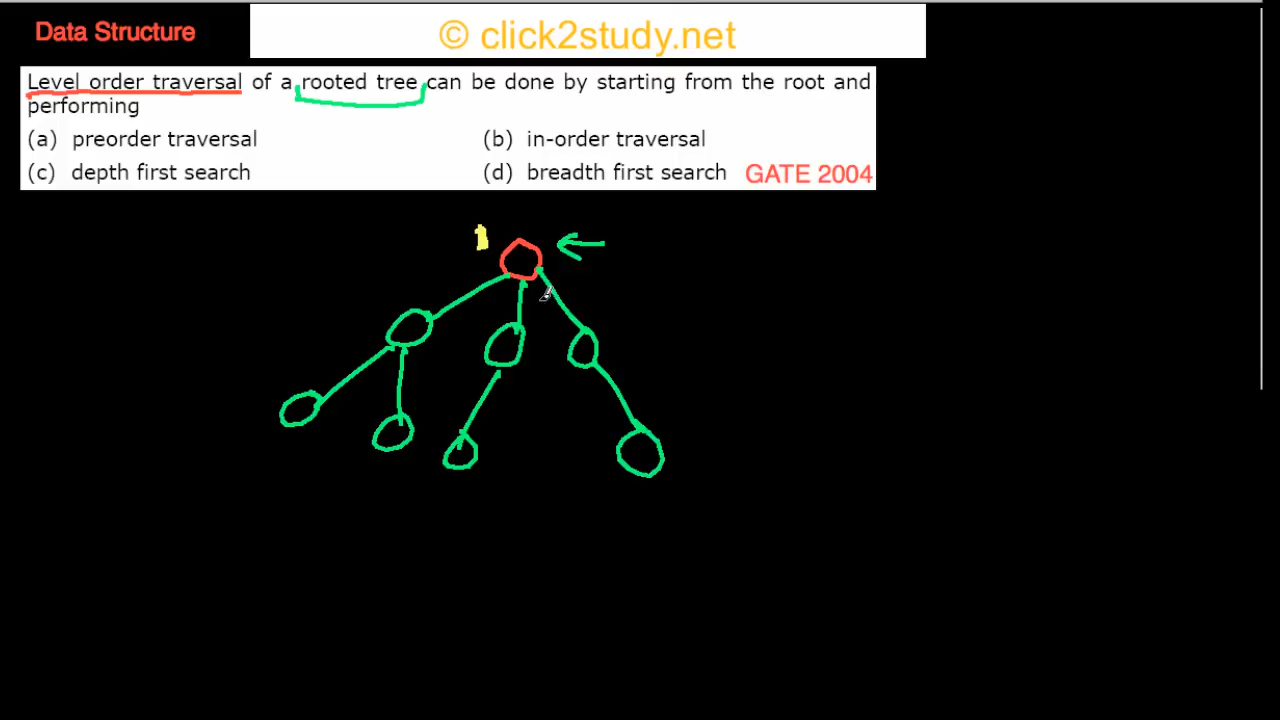 Data Structure
© click2study.net
Level order traversal of a rooted tree can be done by starting from the root and
performing
(a) preorder traversal (b) in-order traversal
(c) depth first search (d) breadth first search GATE 2004
1